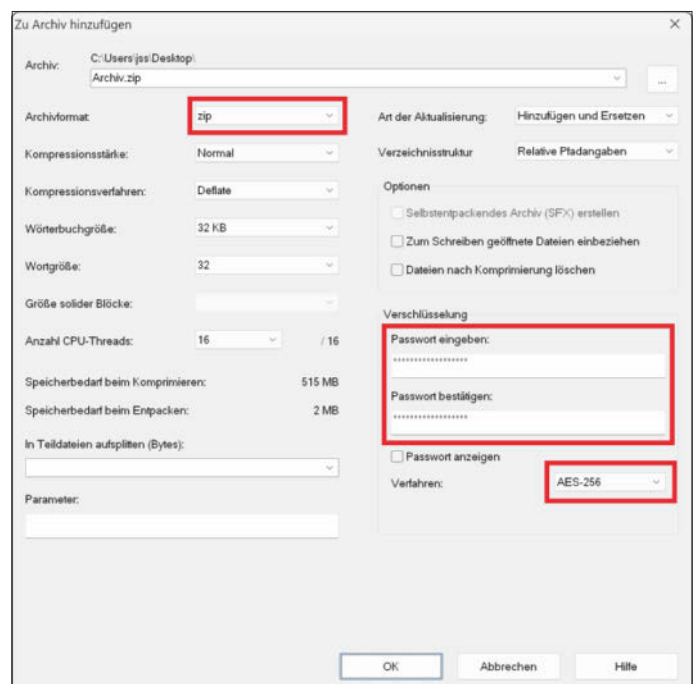 Zu Archiv hinzufügen
Archiv:
C:\Users\jss\Desktop\
Archiv.zip
...
Archivformat:
zip
Kompressionsstärke:
Normal
Kompressionsverfahren:
Deflate
Wörterbuchgröße:
32 KB
Wortgröße:
32
Größe solider Blöcke:
Anzahl CPU-Threads:
16
/ 16
Speicherbedarf beim Komprimieren:
515 MB
Speicherbedarf beim Entpacken:
2 MB
In Teildateien aufsplitten (Bytes):
Parameter:
Art der Aktualisierung:
Hinzufügen und Ersetzen
Verzeichnisstruktur
Relative Pfadangaben
Optionen
Selbstentpackendes Archiv (SFX) erstellen
Zum Schreiben geöffnete Dateien einbeziehen
Dateien nach Komprimierung löschen
Verschlüsselung
Passwort eingeben:
******************
Passwort bestätigen:
******************
Passwort anzeigen
Verfahren:
AES-256
OK
Abbrechen
Hilfe